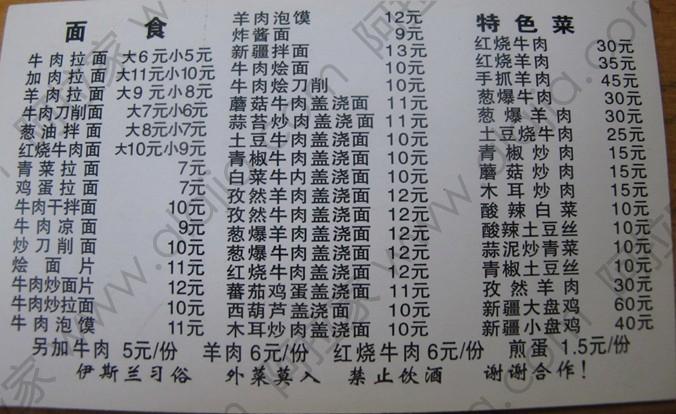 面 食
牛肉拉面 大6元小5元
加肉拉面 大11元小10元
羊肉拉面 大9元小8元
牛肉刀削面 大7元小6元
葱油拌面 大8元小7元
红烧牛肉面 大10元小9元
青菜拉面 7元
鸡蛋拉面 7元
牛肉干拌面 10元
牛肉凉面 9元
炒刀削面 10元
烩面片 11元
牛肉炒面片 12元
牛肉炒拉面 10元
牛肉泡馍 11元
羊肉泡馍 12元
炸酱面 9元
新疆拌面 13元
牛肉烩面 10元
牛肉烩刀削 10元
蘑菇牛肉盖浇面 11元
蒜苔炒肉盖浇面 11元
土豆牛肉盖浇面 10元
青椒牛肉盖浇面 10元
白菜牛内盖浇面 10元
孜然羊肉盖浇面 12元
孜然牛肉盖浇面 12元
葱爆羊肉盖浇面 12元
葱爆牛肉盖浇面 12元
红烧牛肉盖浇面 12元
蕃茄鸡蛋盖浇面 11元
西葫芦盖浇面 10元
木耳炒肉盖浇面 10元
特色菜
红烧牛肉 30元
红烧羊肉 35元
手抓羊肉 45元
葱爆牛肉 30元
葱爆羊肉 30元
土豆烧牛肉 25元
青椒炒肉 15元
蘑菇炒肉 15元
木耳炒肉 15元
酸辣白菜 10元
酸辣土豆丝 10元
蒜泥炒青菜 10元
青椒土豆丝 10元
孜然羊肉 30元
新疆大盘鸡 60元
新疆小盘鸡 40元
另加牛肉 5元/份 羊肉6元/份 红烧牛肉6元/份 煎蛋 1.5元/份
伊斯兰习俗 外菜莫入 禁止饮酒 谢谢合作!